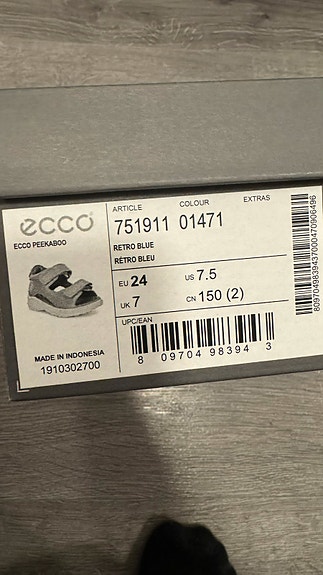 ecco
ECCO PEEKABOO
MADE IN INDONESIA
1910302700
ARTICLE COLOUR EXTRAS
751911 01471
RETRO BLUE
RÉTRO BLEU
EU 24 US 7.5
UK 7 CN 150 (2)
UPC/EAN
8 09704 98394 3
8097049839437000470906496